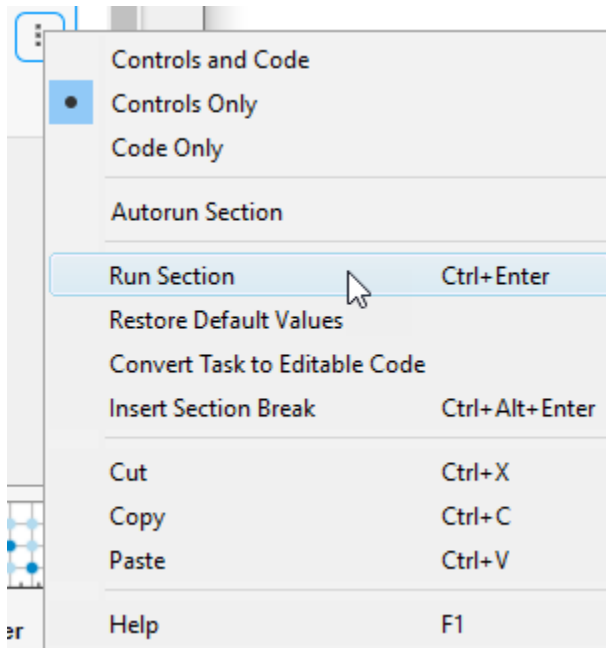 Controls and Code
Controls Only
Code Only
Autorun Section
Run Section Ctrl+Enter
Restore Default Values
Convert Task to Editable Code
Insert Section Break Ctrl+Alt+Enter
Cut Ctrl+X
Copy Ctrl+C
Paste Ctrl+V
er
Help F1